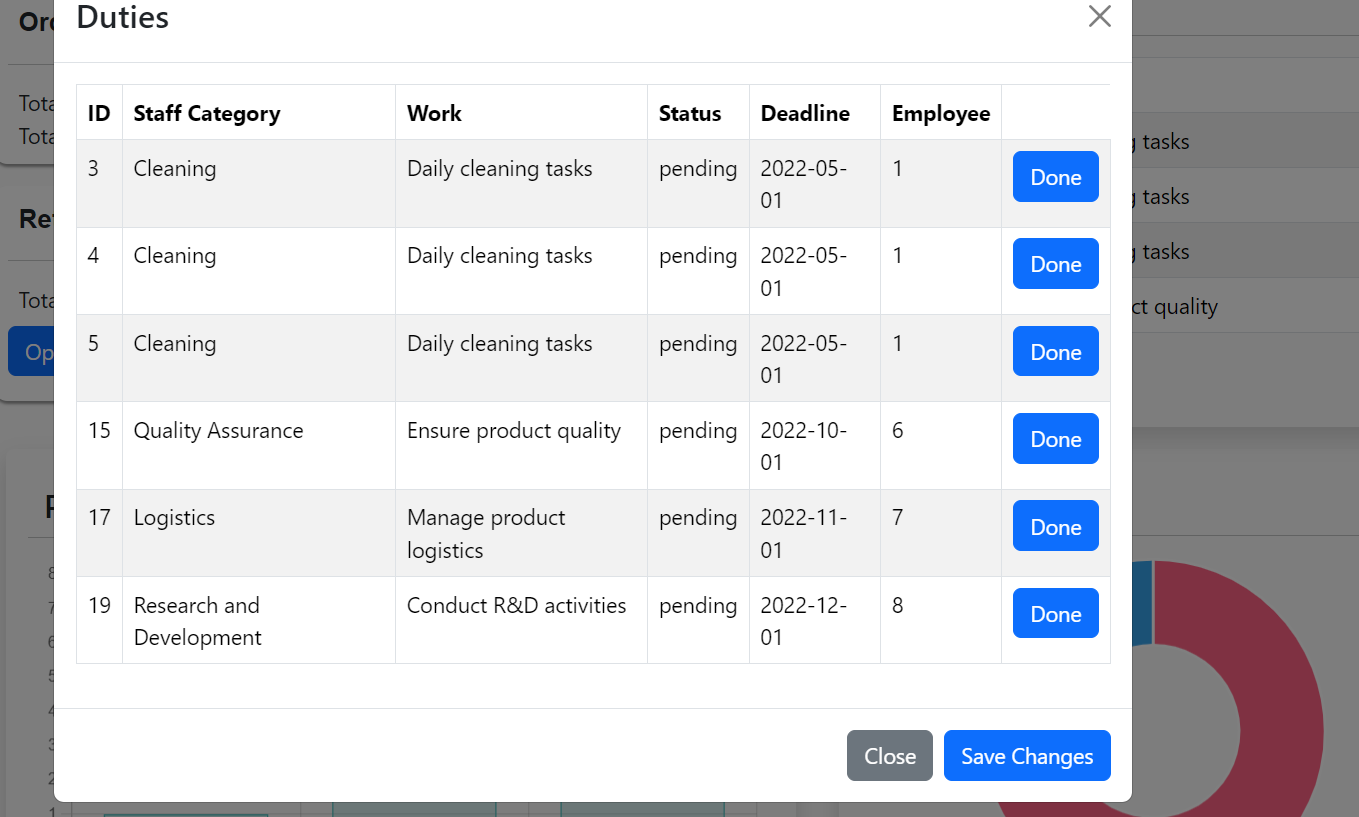 Duties
ID Staff Category Work Status Deadline Employee
3 Cleaning Daily cleaning tasks pending 2022-05-
01 1 Done
4 Cleaning Daily cleaning tasks pending 2022-05-
01 1 Done
5 Cleaning Daily cleaning tasks pending 2022-05-
01 1 Done
15 Quality Assurance Ensure product quality pending 2022-10-
01 6 Done
17 Logistics Manage product
logistics pending 2022-11-
01 7 Done
19 Research and
Development Conduct R&D activities pending 2022-12-
01 8 Done
Close Save Changes
tasks
tasks
tasks
quality